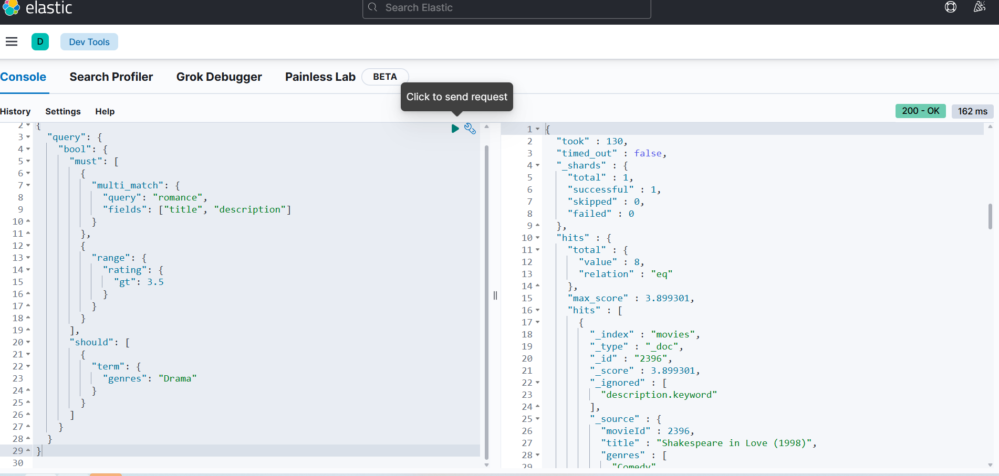 elastic
Search Elastic
D
Dev Tools
Console Search Profiler Grok Debugger Painless Lab BETA
Click to send request
History Settings Help
200 - OK 162 ms
2 {
3 "query": {
4 "bool": {
5 "must": [
6 {
7 "multi_match": {
8 "query": "romance",
9 "fields": ["title", "description"]
10 }
11 },
12 {
13 "range": {
14 "rating": {
15 "gt": 3.5
16 }
17 }
18 }
19 ],
20 "should": [
21 {
22 "term": {
23 "genres": "Drama"
24 }
25 }
26 ]
27 }
28 }
29 }
30
1 {
2 "took" : 130,
3 "timed_out" : false,
4 "_shards" : {
5 "total" : 1,
6 "successful" : 1,
7 "skipped" : 0,
8 "failed" : 0
9 },
10 "hits" : {
11 "total" : {
12 "value" : 8,
13 "relation" : "eq"
14 },
15 "max_score" : 3.899301,
16 "hits" : [
17 {
18 "_index" : "movies",
19 "_type" : "_doc",
20 "_id" : "2396",
21 "_score" : 3.899301,
22 "_ignored" : [
23 "description.keyword"
24 ],
25 "_source" : {
26 "movieId" : 2396,
27 "title" : "Shakespeare in Love (1998)",
28 "genres" : [
29 "Comedy"